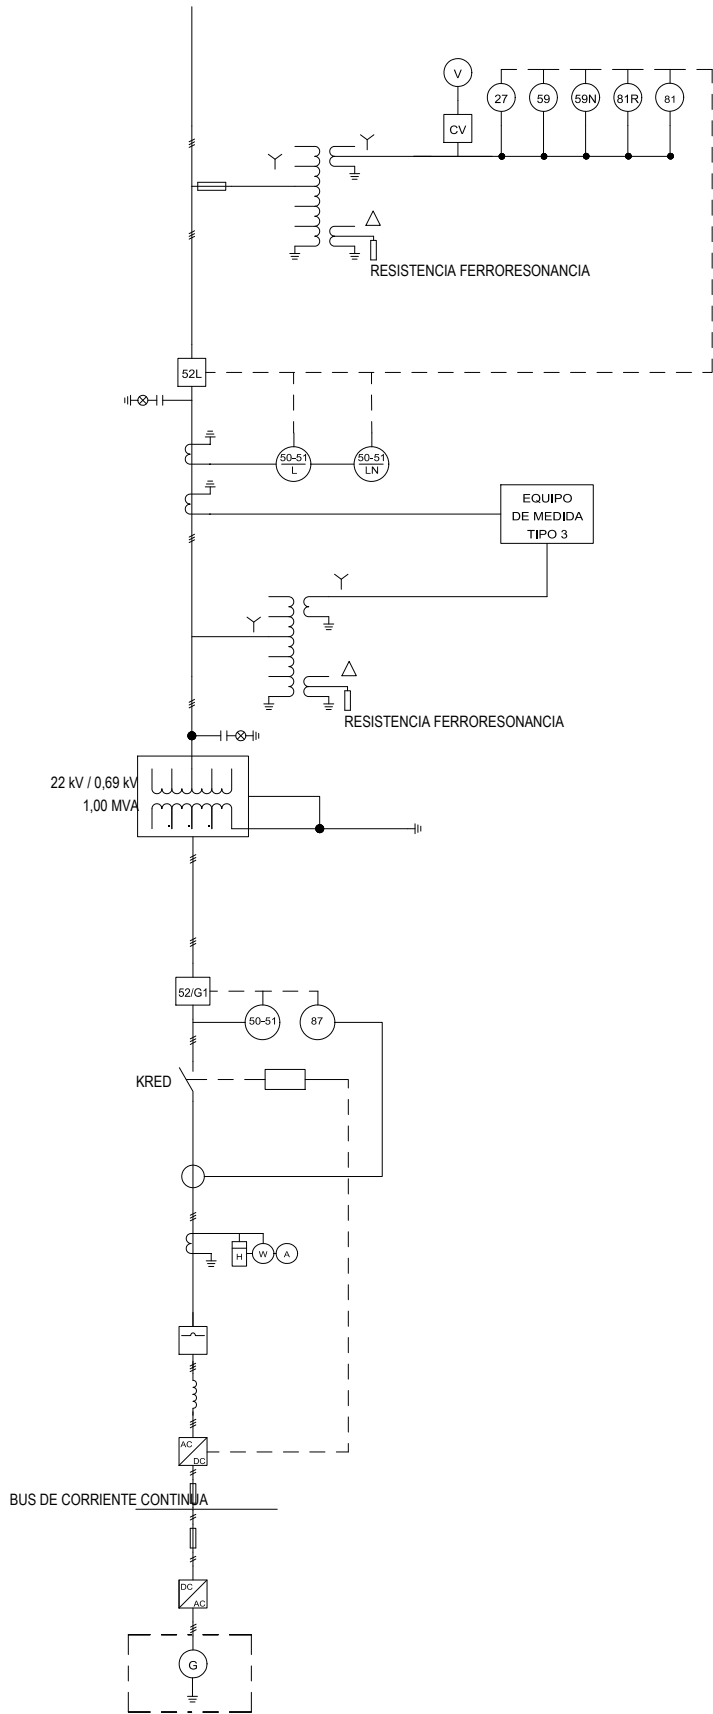 V
27
59
59N
81R
81
CV
RESISTENCIA FERRORESONANCIA
52L
50-51
L
50-51
LN
EQUIPO
DE MEDIDA
TIPO 3
RESISTENCIA FERRORESONANCIA
22 kV / 0,69 kV
1,00 MVA
52/G1
50-51
87
KRED
H
W
A
AC
DC
BUS DE CORRIENTE CONTINUA
DC
AC
G